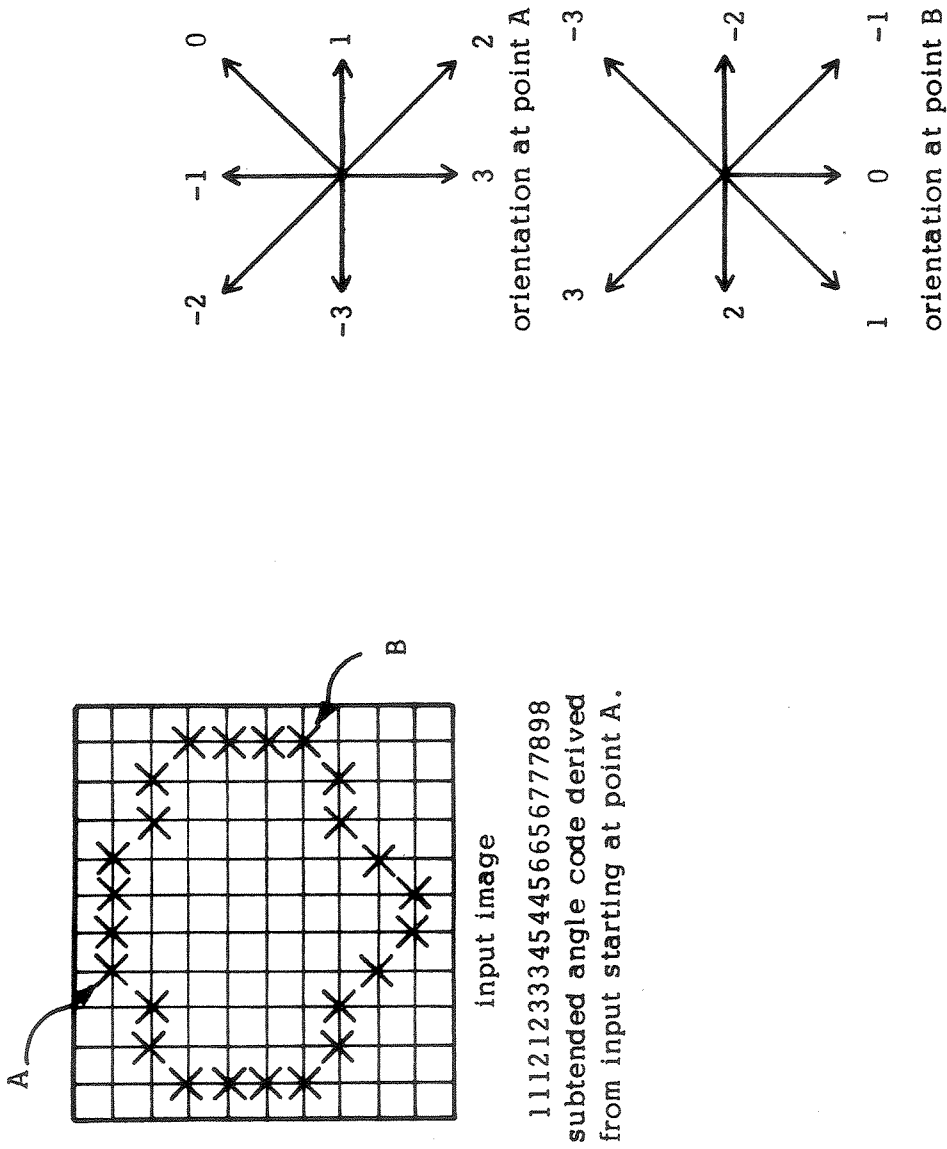 A
B
input image
111212333454456656777898
subtended angle code derived
from input starting at point A.
-2
-1
0
-3
1
3
2
orientation at point A
3
-3
2
-2
1
0
-1
orientation at point B